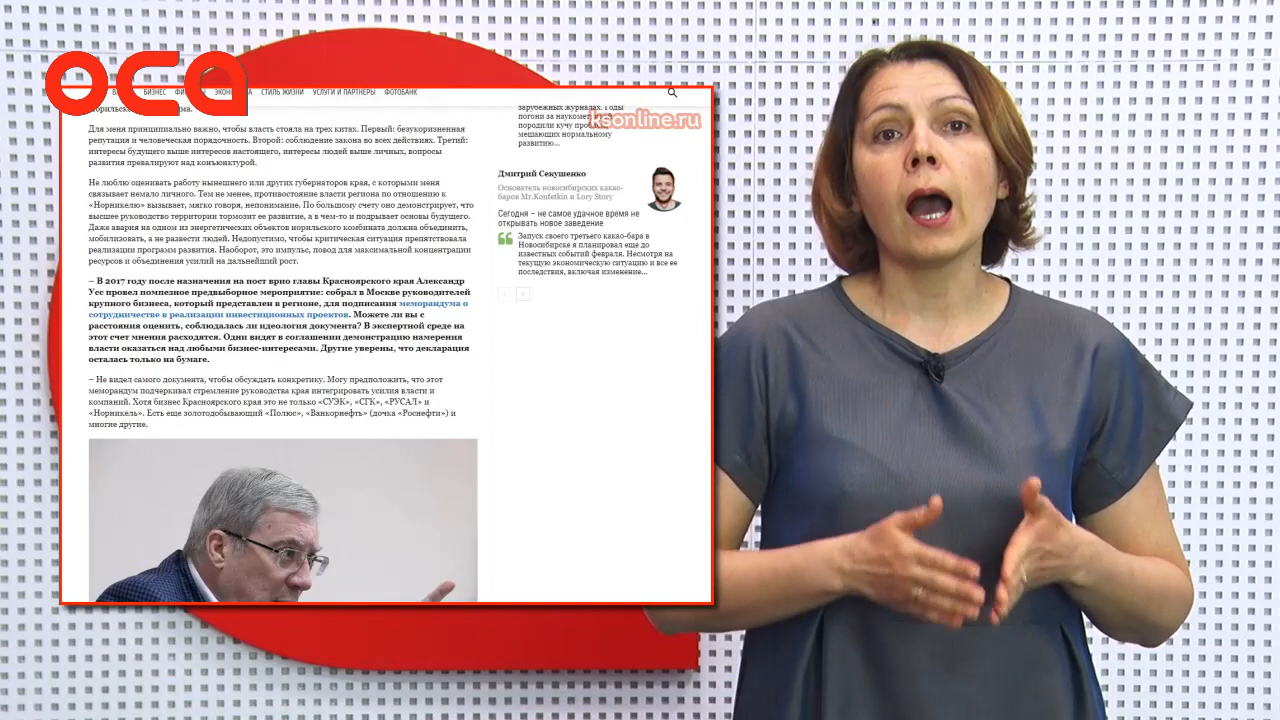 оса
БИЗНЕС
СТИЛЬ ЖИЗНИ
УСЛУГИ И ПАРТНЕРЫ
ФОТОБАНК
ksonline.ru
Для меня принципиально важно, чтобы власть стояла на трех китах. Первый: безукоризненная
репутация и человеческая порядочность. Второй: соблюдение закона во всех действиях. Третий:
интересы будущего выше интересов настоящего, интересы людей выше личных, вопросы
развития превалируют над конъюнктурой.
Не люблю оценивать работу нынешнего или других губернаторов края, с которыми меня
связывает немало личного. Тем не менее, противостояние власти региона по отношению к
«Норникелю» вызывает, мягко говоря, непонимание. По большому счету оно демонстрирует, что
высшее руководство территории тормозит ее развитие, а в чем-то и подрывает основы будущего.
Даже авария на одном из энергетических объектов норильского комбината должна объединить,
мобилизовать, а не развести людей. Недопустимо, чтобы критическая ситуация препятствовала
реализации программ развития. Наоборот, это импульс, повод для максимальной концентрации
ресурсов и объединения усилий на дальнейший рост.
– В 2017 году после назначения на пост врио главы Красноярского края Александр
Усс провел помпезное предвыборное мероприятие: собрал в Москве руководителей
крупного бизнеса, который представлен в регионе, для подписания меморандума о
сотрудничестве в реализации инвестиционных проектов. Можете ли вы с
расстояния оценить, соблюдалась ли идеология документа? В экспертной среде на
этот счет мнения расходятся. Одни видят в соглашении демонстрацию намерения
власти оказаться над любыми бизнес-интересами. Другие уверены, что декларация
осталась только на бумаге.
– Не видел самого документа, чтобы обсуждать конкретику. Могу предположить, что этот
меморандум подчеркивал стремление руководства края интегрировать усилия власти и
компаний. Хотя бизнес Красноярского края это не только «СУЭК», «СГК», «РУСАЛ» и
«Норникель». Есть еще золотодобывающий «Полюс», «Ванкорнефть» (дочка «Роснефти») и
многие другие.
зарубежных журналах. Годы
погони за наукомет
породили кучу
мешающих нормальному
развитию...
Дмитрий Секушенко
Основатель новосибирских какао-
баров Mr.Konfetkin и Lory Story
Сегодня – не самое удачное время не
открывать новое заведение
Запуск своего третьего какао-бара в
Новосибирске я планировал еще до
известных событий февраля. Несмотря на
текущую экономическую ситуацию и все ее
последствия, включая изменение...